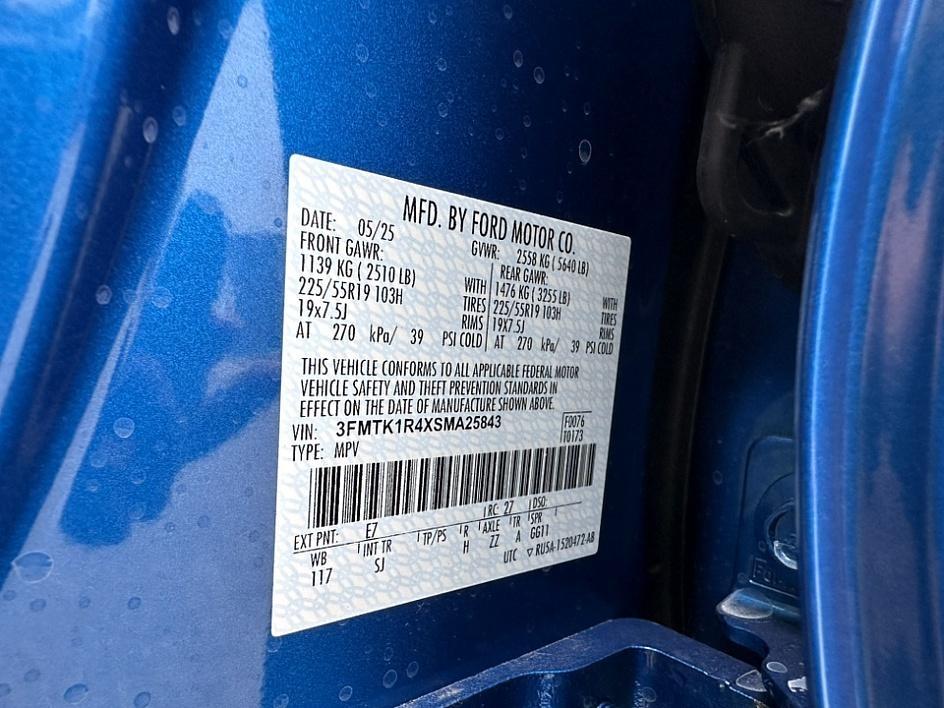 MFD. BY FORD MOTOR CO.
DATE: 05/25 GVWR: 2558 KG ( 5640 LB)
FRONT GAWR: REAR GAWR:
1139 KG ( 2510 LB) WITH 1476 KG ( 3255 LB) WITH
225/55R19 103H TIRES 225/55R19 103H TIRES
19x7.5J RIMS 19X7.5J RIMS
AT 270 kPa/ 39 PSI COLD AT 270 kPa/ 39 PSI COLD
THIS VEHICLE CONFORMS TO ALL APPLICABLE FEDERAL MOTOR
VEHICLE SAFETY AND THEFT PREVENTION STANDARDS IN
EFFECT ON THE DATE OF MANUFACTURE SHOWN ABOVE.
VIN: 3FMTK1R4XSMA25843 F0076
TYPE: MPV T0173
EXT PNT: E7 RC: 27 DSO:
WB INT TR TP/PS R AXLE TR SPR
117 SJ H ZZ A GG11
UTC ▽ RU5A-1520472-AB